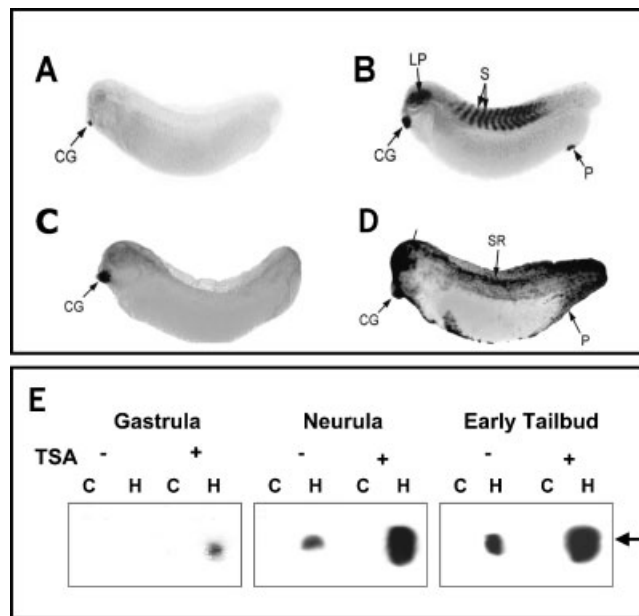 A
B
LP
S
CG
CG
P
C
D
SR
CG
CG
P
E
Gastrula Neurula Early Tailbud
TSA - + - + - +
C H C H C H C H C H C H